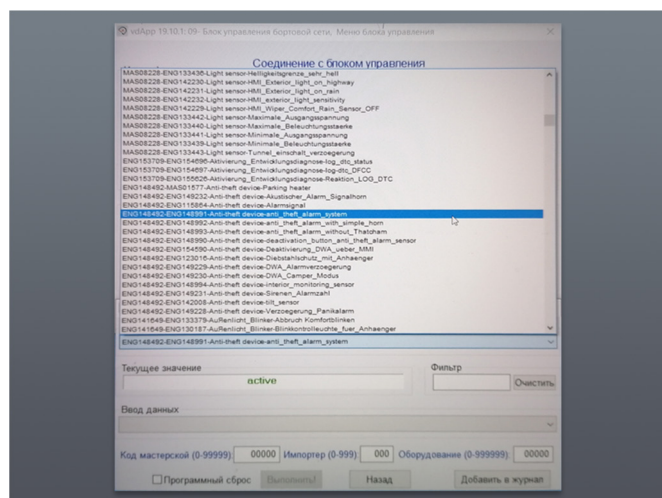 vdApp 19.10.1: 09- Блок управления бортовой сети, Меню блока управления
Соединение с блоком управления
MAS08228-ENG133436-Light sensor-Helligkeitsgrenze_sehr_hell
MAS08228-ENG142230-Light sensor-HMI_Exterior_light_on_highway
MAS08228-ENG142231-Light sensor-HMI_Exterior_light_on_rain
MAS08228-ENG142232-Light sensor-HMI_exterior_light_sensitivity
MAS08228-ENG142229-Light sensor-HMI_Wiper_Comfort_Rain_Sensor_OFF
MAS08228-ENG133442-Light sensor-Maximale_Ausgangsspannung
MAS08228-ENG133440-Light sensor-Maximale_Beleuchtungsstaerke
MAS08228-ENG133441-Light sensor-Minimale_Ausgangsspannung
MAS08228-ENG133439-Light sensor-Minimale_Beleuchtungsstaerke
MAS08228-ENG133443-Light sensor-Tunnel_einschalt_verzoegerung
ENG153709-ENG154696-Aktivierung_Entwicklungsdiagnose-log_dtc_status
ENG153709-ENG154697-Aktivierung_Entwicklungsdiagnose-log-dtc_DFCC
ENG153709-ENG155626-Aktivierung_Entwicklungsdiagnose-Reaktion_LOG_DTC
ENG148492-MAS01577-Anti-theft device-Parking heater
ENG148492-ENG149232-Anti-theft device-Akustischer_Alarm_Signalhorn
ENG148492-ENG115864-Anti-theft device-Alarmsignal
ENG148492-ENG148991-Anti-theft device-anti_theft_alarm_system
ENG148492-ENG148992-Anti-theft device-anti_theft_alarm_with_simple_horn
ENG148492-ENG148993-Anti-theft device-anti_theft_alarm_without_Thatcham
ENG148492-ENG148990-Anti-theft device-deactivation_button_anti_theft_alarm_sensor
ENG148492-ENG154590-Anti-theft device-Deaktivierung_DWA_ueber_MMI
ENG148492-ENG123016-Anti-theft device-Diebstahlschutz_mit_Anhaenger
ENG148492-ENG149229-Anti-theft device-DWA_Alarmverzoegerung
ENG148492-ENG149230-Anti-theft device-DWA_Camper_Modus
ENG148492-ENG148994-Anti-theft device-interior_monitoring_sensor
ENG148492-ENG149231-Anti-theft device-Sirenen_Alarmzahl
ENG148492-ENG142008-Anti-theft device-tilt_sensor
ENG148492-ENG149228-Anti-theft device-Verzoegerung_Panikalarm
ENG141649-ENG133379-Außenlicht_Blinker-Abbruch Komfortblinken
ENG141649-ENG130187-Außenlicht_Blinker-Blinkkontrolleuchte_fuer_Anhaenger
ENG148492-ENG148991-Anti-theft device-anti_theft_alarm_system
Текущее значение Фильтр
active Очистить
Ввод данных
Код мастерской (0-99999) 00000 Импортер (0-999) 000 Оборудование (0-999999) 00000
Программный сброс Выполнить! Назад Добавить в журнал